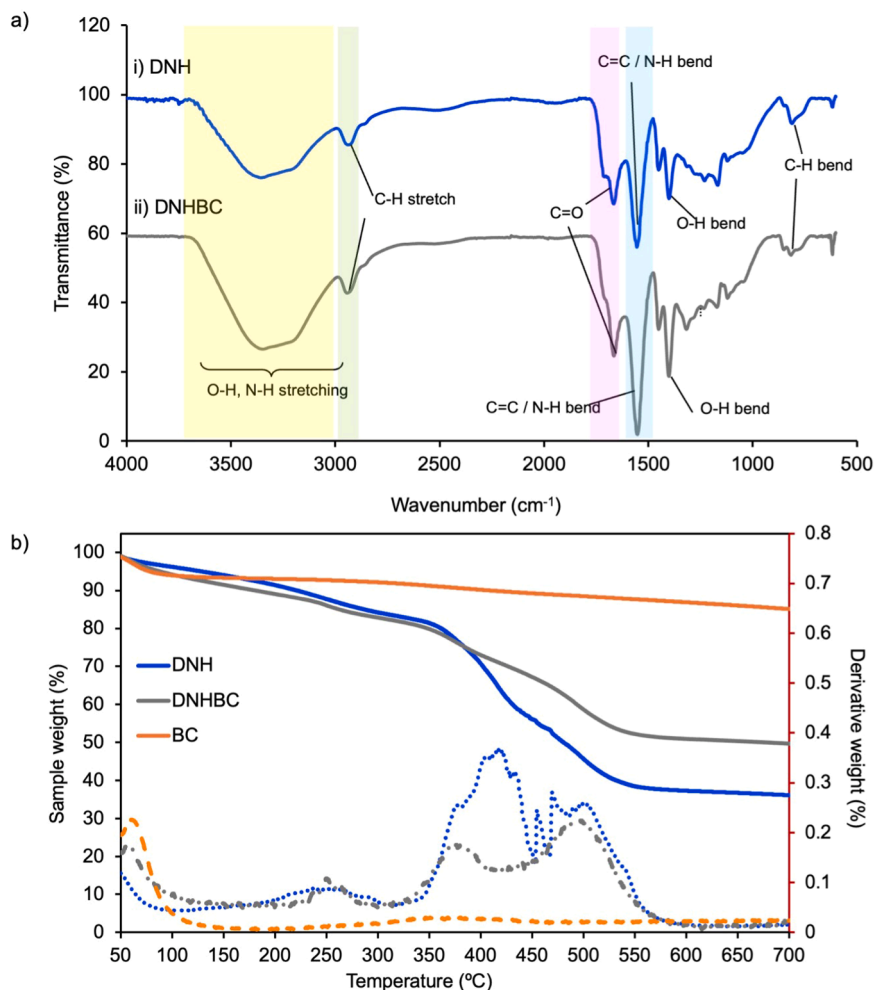 a)
120
100
80
60
40
20
0
Transmittance (%)
i) DNH
ii) DNHBC
C=C / N-H bend
C-H stretch
C=O
C-H bend
O-H bend
O-H, N-H stretching
C=C / N-H bend
O-H bend
4000 3500 3000 2500 2000 1500 1000 500
Wavenumber (cm⁻¹)
b)
100
90
80
70
60
50
40
30
20
10
0
Sample weight (%)
DNH
DNHBC
BC
0.8
0.7
0.6
0.5
0.4
0.3
0.2
0.1
0
Derivative weight (%)
50 100 150 200 250 300 350 400 450 500 550 600 650 700
Temperature (ºC)